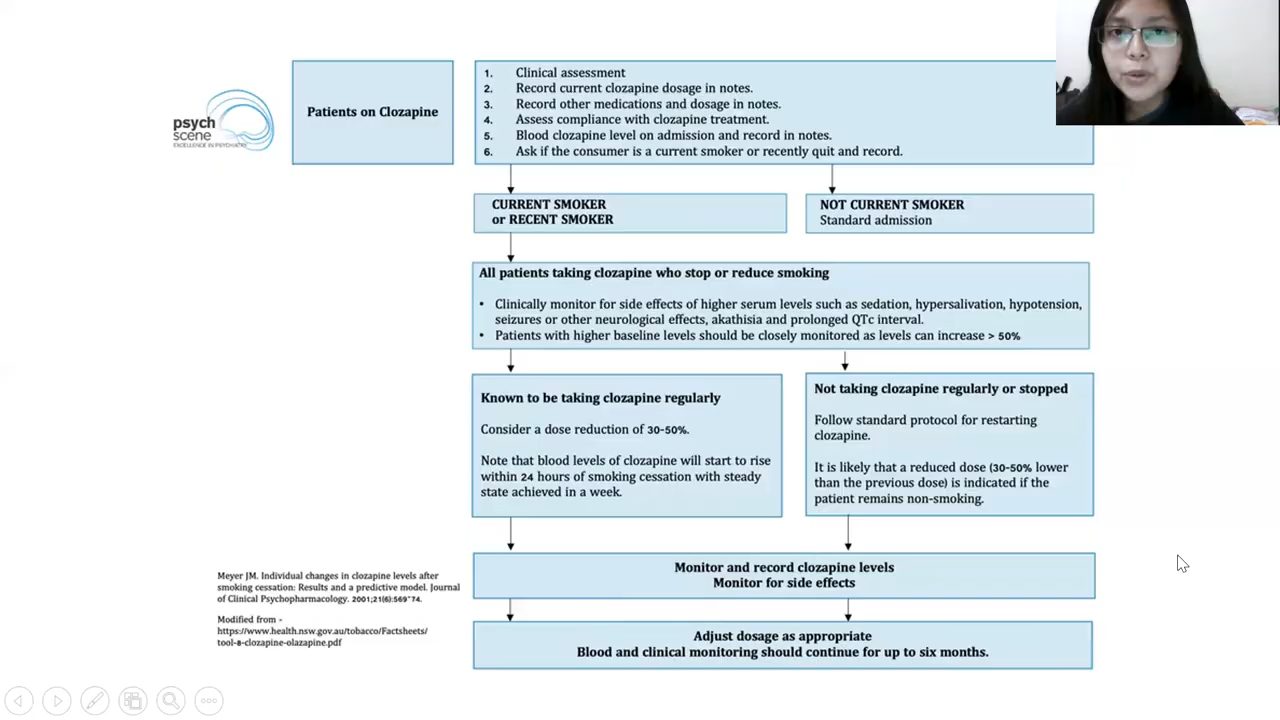 psych
scene
EXCELLENCE IN PSYCHIATRY
Patients on Clozapine
1. Clinical assessment
2. Record current clozapine dosage in notes.
3. Record other medications and dosage in notes.
4. Assess compliance with clozapine treatment.
5. Blood clozapine level on admission and record in notes.
6. Ask if the consumer is a current smoker or recently quit and record.
CURRENT SMOKER
or RECENT SMOKER
NOT CURRENT SMOKER
Standard admission
All patients taking clozapine who stop or reduce smoking
• Clinically monitor for side effects of higher serum levels such as sedation, hypersalivation, hypotension,
seizures or other neurological effects, akathisia and prolonged QTc interval.
• Patients with higher baseline levels should be closely monitored as levels can increase > 50%
Known to be taking clozapine regularly
Consider a dose reduction of 30-50%.
Note that blood levels of clozapine will start to rise
within 24 hours of smoking cessation with steady
state achieved in a week.
Not taking clozapine regularly or stopped
Follow standard protocol for restarting
clozapine.
It is likely that a reduced dose (30-50% lower
than the previous dose) is indicated if the
patient remains non-smoking.
Monitor and record clozapine levels
Monitor for side effects
Adjust dosage as appropriate
Blood and clinical monitoring should continue for up to six months.
Meyer JM. Individual changes in clozapine levels after
smoking cessation: Results and a predictive model. Journal
of Clinical Psychopharmacology. 2001;21(6):569*74.
Modified from -
https://www.health.nsw.gov.au/tobacco/Factsheets/
tool-8-clozapine-olazapine.pdf